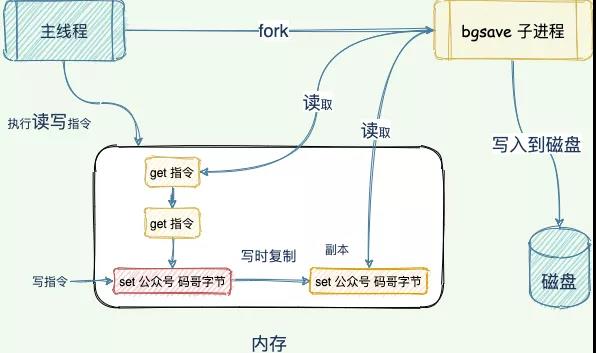 主线程
fork
bgsave 子进程
执行读写指令
读取
读取
写入到磁盘
get 指令
get 指令
写时复制
副本
写指令
set 公众号 码哥字节
set 公众号 码哥字节
磁盘
内存